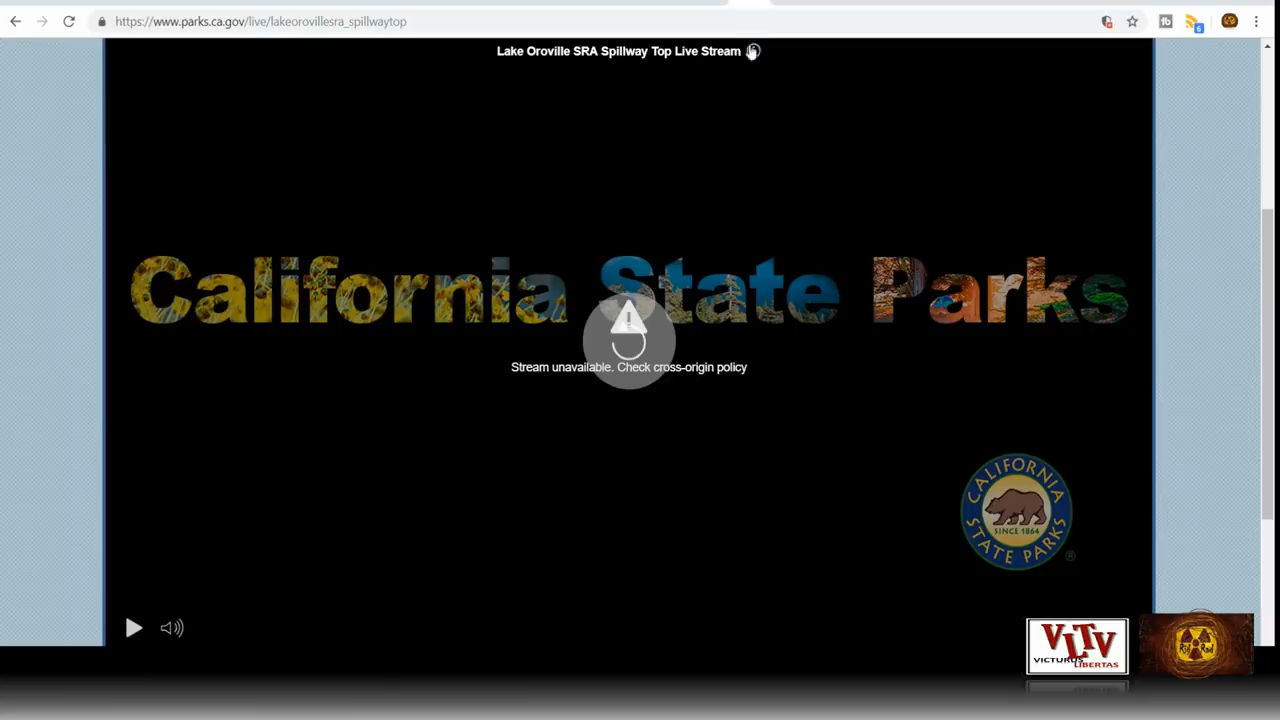 https://www.parks.ca.gov/live/lakeorovillesra_spillwaytop
6
Lake Oroville SRA Spillway Top Live Stream
California State Parks
Stream unavailable. Check cross-origin policy
CALIFORNIA
SINCE 1864
STATE PARKS
®
VLTV
VICTURUS
LIBERTAS